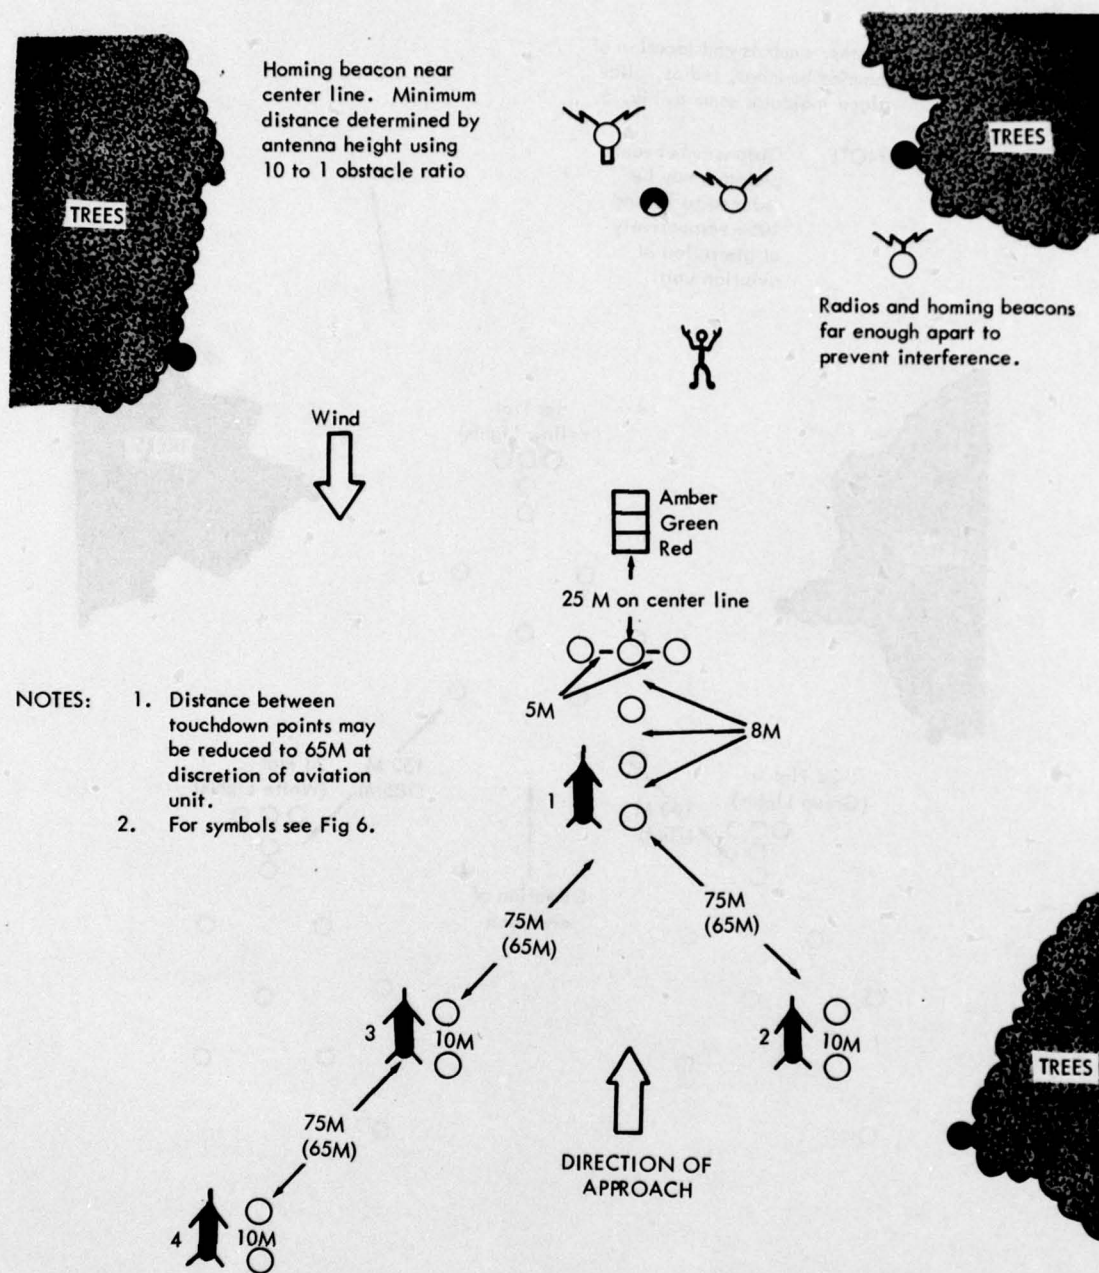 Homing beacon near
center line. Minimum
distance determined by
antenna height using
10 to 1 obstacle ratio
TREES
TREES
Radios and homing beacons
far enough apart to
prevent interference.
Wind
Amber
Green
Red
25 M on center line
5M
8M
NOTES: 1. Distance between
touchdown points may
be reduced to 65M at
discretion of aviation
unit.
2. For symbols see Fig 6.
1
75M
(65M)
75M
(65M)
3
10M
2
10M
TREES
75M
(65M)
DIRECTION OF
APPROACH
4
10M